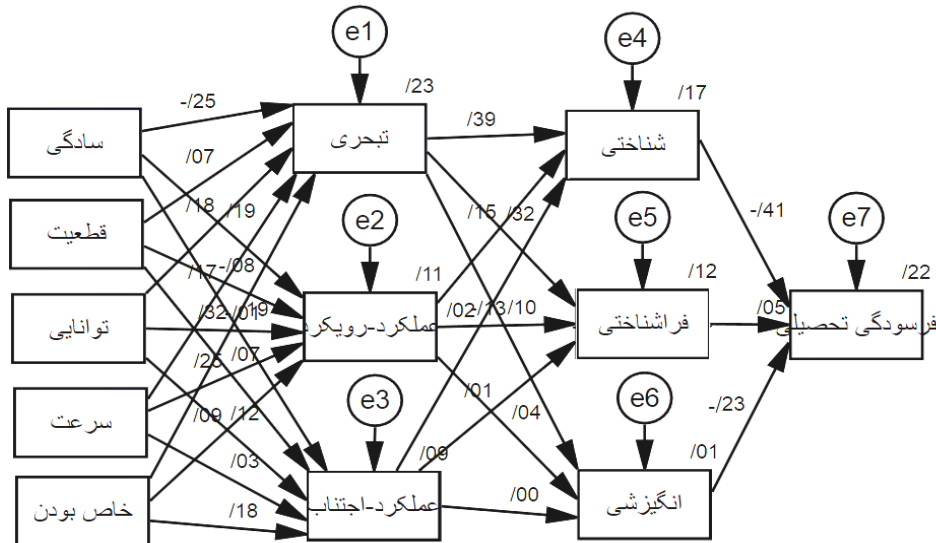 e1
e4
/23
/17
-/25
سادگی
تبحری
/39
شناختی
/07
/18
/19
e2
/15
/32
e5
-/41
e7
قطعیت
/17
-/08
/11
/12
/22
توانایی
/32
-/01
/19
عملکرد-رویکرد
/02
-/13
/10
فراشناختی
/05
فرسودگی تحصیلی
/25
/07
e3
/01
e6
-/23
سرعت
/09
/12
/04
/01
/03
/09
خاص بودن
/18
عملکرد-اجتناب
/00
انگیزشی